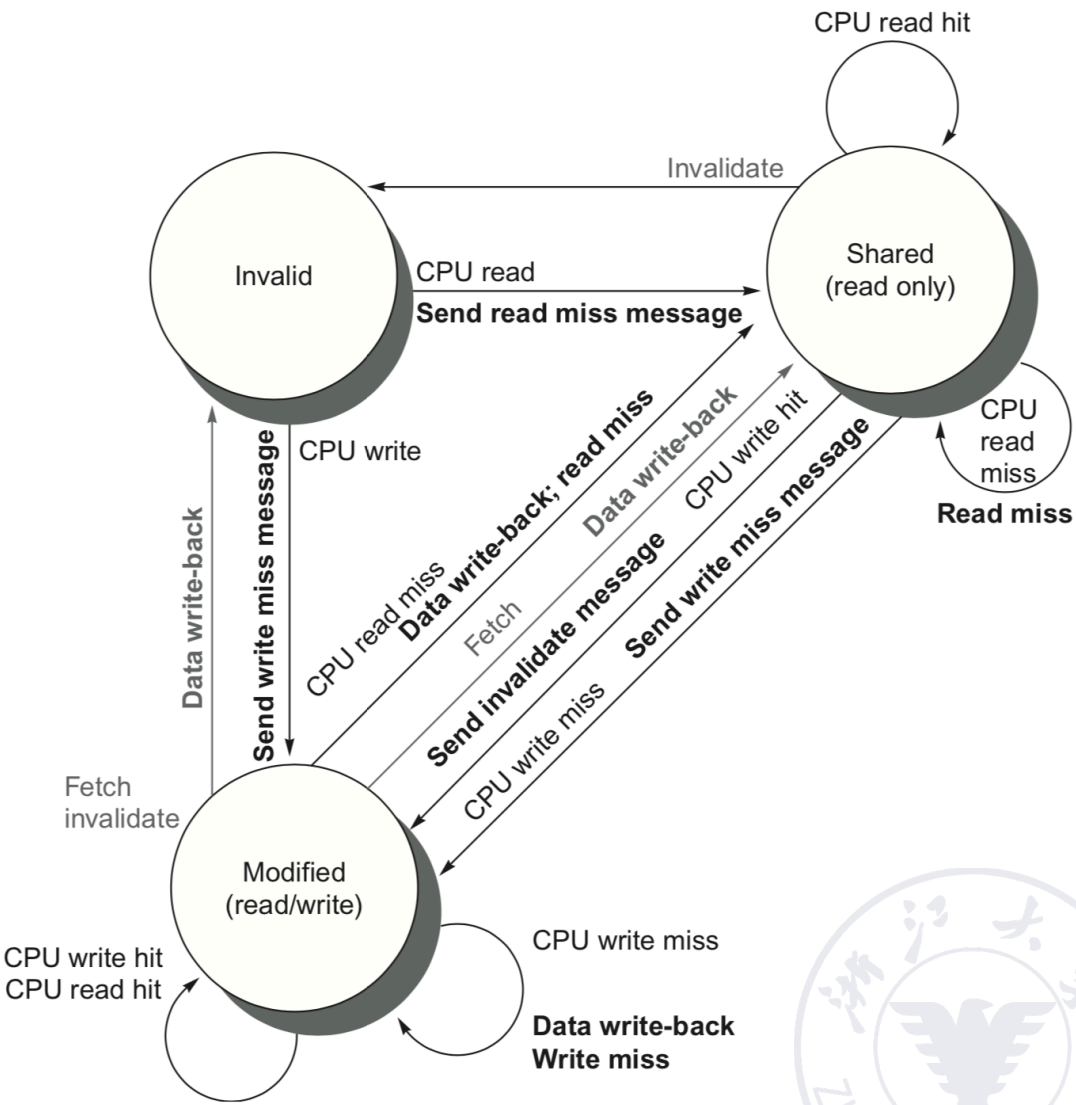 CPU read hit
Invalidate
Invalid
Shared
(read only)
CPU read
Send read miss message
CPU
read
miss
Read miss
CPU write
Send write miss message
Data write-back
Fetch
invalidate
CPU read miss
Data write-back; read miss
Fetch
Data write-back
Send invalidate message
CPU write hit
CPU write miss
Send write miss message
Modified
(read/write)
CPU write hit
CPU read hit
CPU write miss
Data write-back
Write miss
浙江大